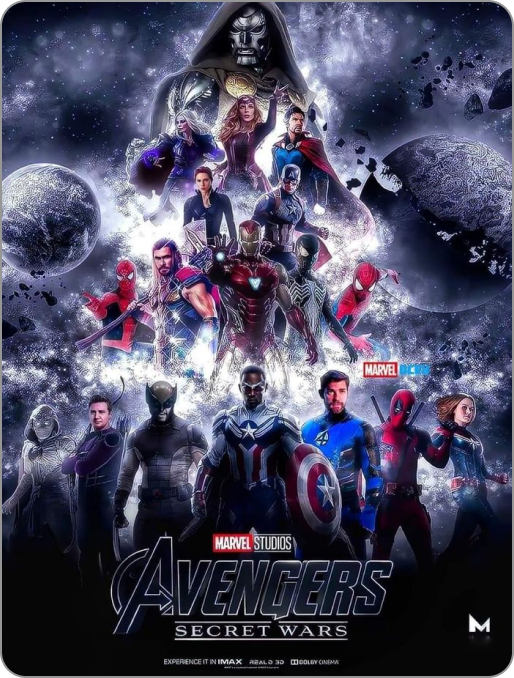 MARVEL
MARVEL STUDIOS
AVENGERS
SECRET WARS
M
EXPERIENCE IT IN IMAX REALD 3D DOLBY CINEMA